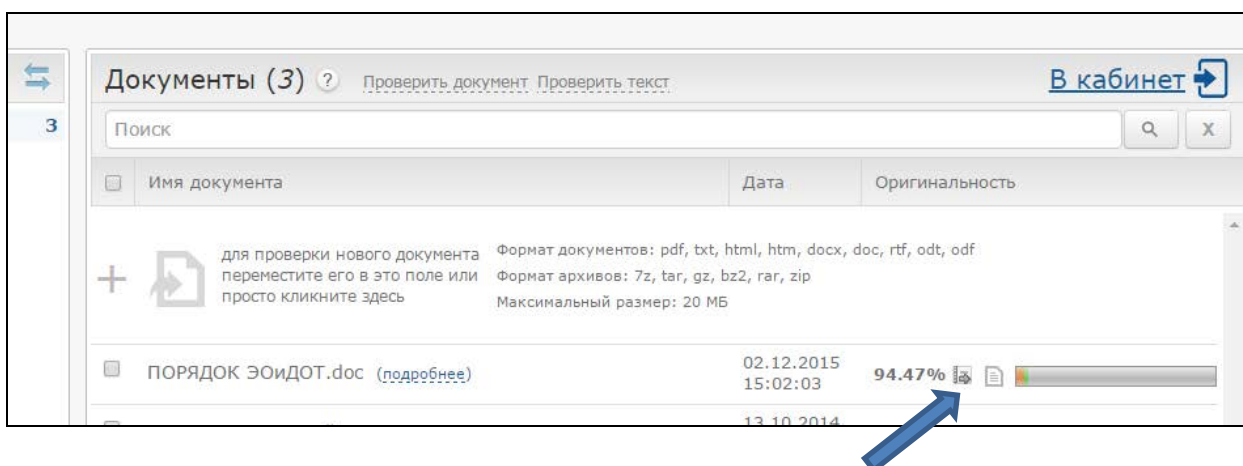 Документы (3) ? Проверить документ Проверить текст В кабинет
3
Поиск X
Имя документа Дата Оригинальность
для проверки нового документа
переместите его в это поле или
просто кликните здесь
Формат документов: pdf, txt, html, htm, docx, doc, rtf, odt, odf
Формат архивов: 7z, tar, gz, bz2, rar, zip
Максимальный размер: 20 МБ
ПОРЯДОК ЭОиДОТ.doc (подробнее) 02.12.2015
15:02:03 94.47%
13.10.2014